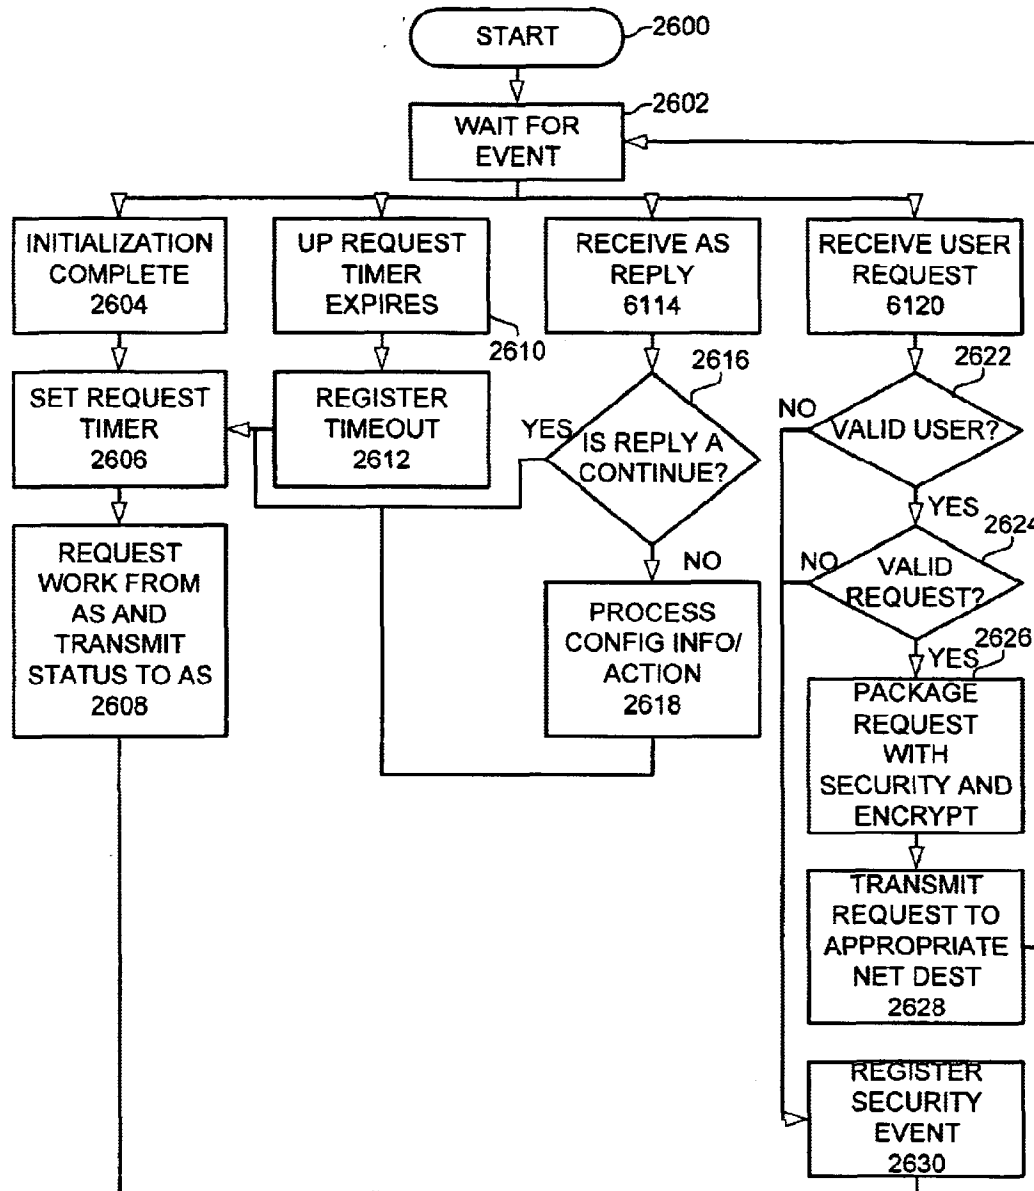 START
2600
2602
WAIT FOR
EVENT
INITIALIZATION
COMPLETE
2604
UP REQUEST
TIMER
EXPIRES
2610
RECEIVE AS
REPLY
6114
RECEIVE USER
REQUEST
6120
SET REQUEST
TIMER
2606
REGISTER
TIMEOUT
2612
2616
YES
IS REPLY A
CONTINUE?
NO
2622
NO
VALID USER?
YES
2624
NO
VALID
REQUEST?
YES
2626
REQUEST
WORK FROM
AS AND
TRANSMIT
STATUS TO AS
2608
PROCESS
CONFIG INFO/
ACTION
2618
PACKAGE
REQUEST
WITH
SECURITY AND
ENCRYPT
TRANSMIT
REQUEST TO
APPROPRIATE
NET DEST
2628
REGISTER
SECURITY
EVENT
2630